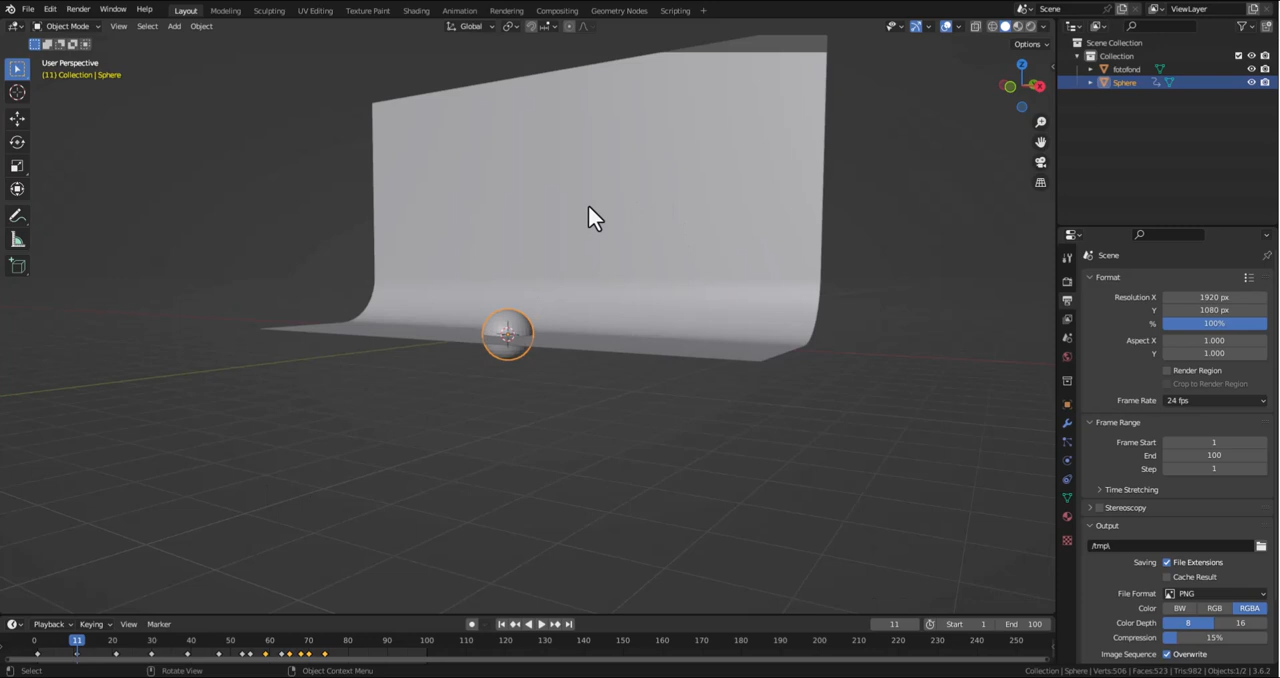 File Edit Render Window Help Layout Modeling Sculpting UV Editing Texture Paint Shading Animation Rendering Compositing Geometry Nodes Scripting + Scene ViewLayer
Object Mode View Select Add Object Global
Options
User Perspective
(11) Collection | Sphere
Z
X
Scene Collection
Collection
fotofond
Sphere
Scene
Format
Resolution X 1920 px
Y 1080 px
% 100%
Aspect X 1.000
Y 1.000
Render Region
Crop to Render Region
Frame Rate 24 fps
Frame Range
Frame Start 1
End 100
Step 1
Time Stretching
Stereoscopy
Output
/tmp\
Saving File Extensions
Cache Result
File Format PNG
Color BW RGB RGBA
Color Depth 8 16
Compression 15%
Image Sequence Overwrite
Playback Keying View Marker 11 Start 1 End 100
0 11 20 30 40 50 60 70 80 90 100 110 120 130 140 150 160 170 180 190 200 210 220 230 240 250
Select Rotate View Object Context Menu Collection | Sphere | Verts:506 | Faces:523 | Tris:982 | Objects:1/2 | 3.6.2